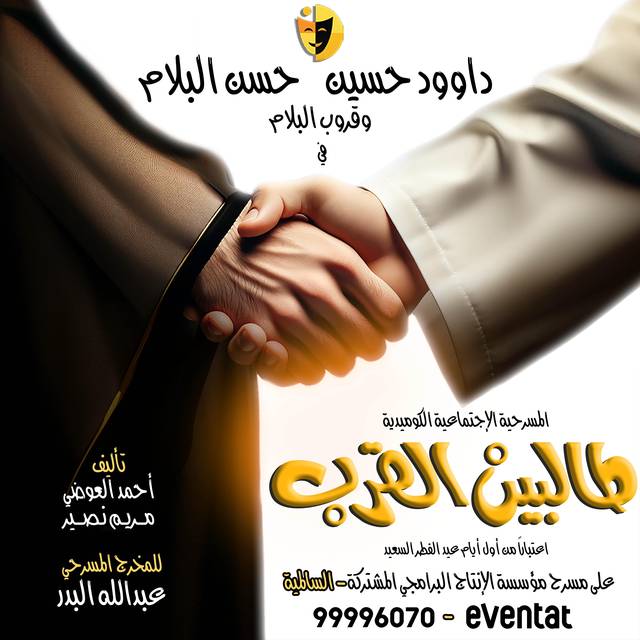 داوود حسين حسن البلام
وقروب البلام
في
المسرحية الإجتماعية الكوميدية
طالبين القرب
اعتباناً من أول أيام عيد الفطر السعيد
على مسرح مؤسسة الإنتاج البرامجي المشتركة - السالمية
99996070 - eventat
تأليف
أحمد العوضي
مريم نصير
للمخرج المسرحي
عبدالله البدر